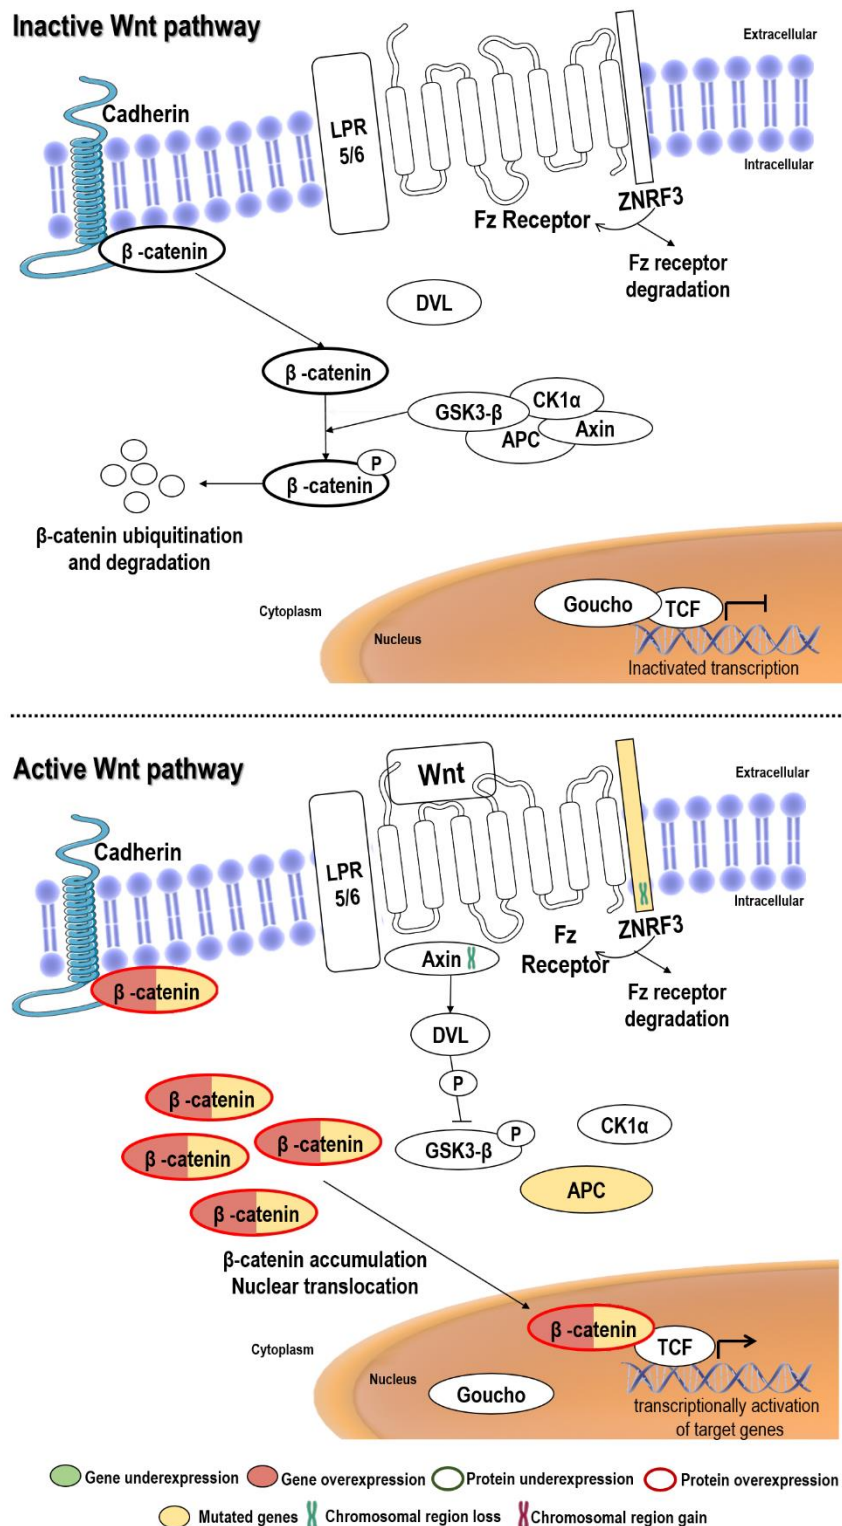 Inactive Wnt pathway
Extracellular
Cadherin
LPR
5/6
Intracellular
ZNRF3
Fz Receptor
β -catenin
Fz receptor
degradation
DVL
β -catenin
CK1α
GSK3-β
Axin
APC
P
β -catenin
β-catenin ubiquitination
and degradation
Goucho
TCF
Cytoplasm
Nucleus
Inactivated transcription
Active Wnt pathway
Wnt
Extracellular
Cadherin
LPR
5/6
Intracellular
ZNRF3
Fz
Receptor
Axin
β -catenin
Fz receptor
degradation
DVL
P
β -catenin
CK1α
P
β -catenin
GSK3-β
β -catenin
APC
β -catenin
β-catenin accumulation
Nuclear translocation
β -catenin
TCF
Cytoplasm
Nucleus
Goucho
transcriptionally activation
of target genes
Gene underexpression
Gene overexpression
Protein underexpression
Protein overexpression
Mutated genes
Chromosomal region loss
Chromosomal region gain